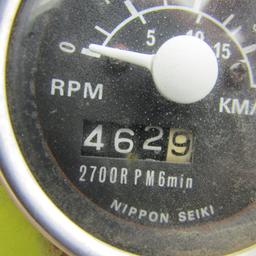 0 5 10 15
RPM KM/
4629
2700RPM6min
NIPPON SEIKI